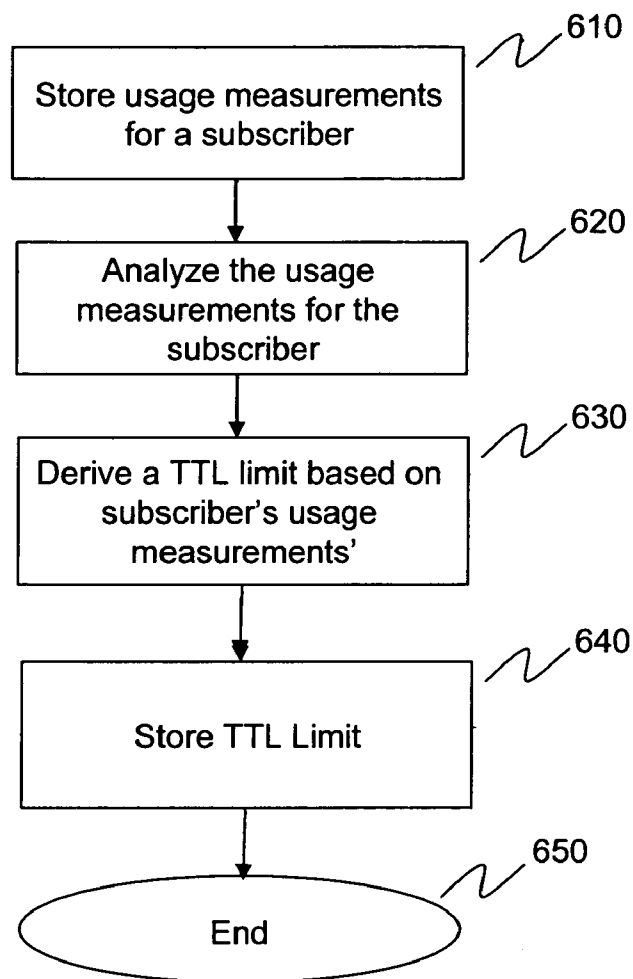 610
Store usage measurements
for a subscriber
620
Analyze the usage
measurements for the
subscriber
630
Derive a TTL limit based on
subscriber's usage
measurements'
640
Store TTL Limit
650
End